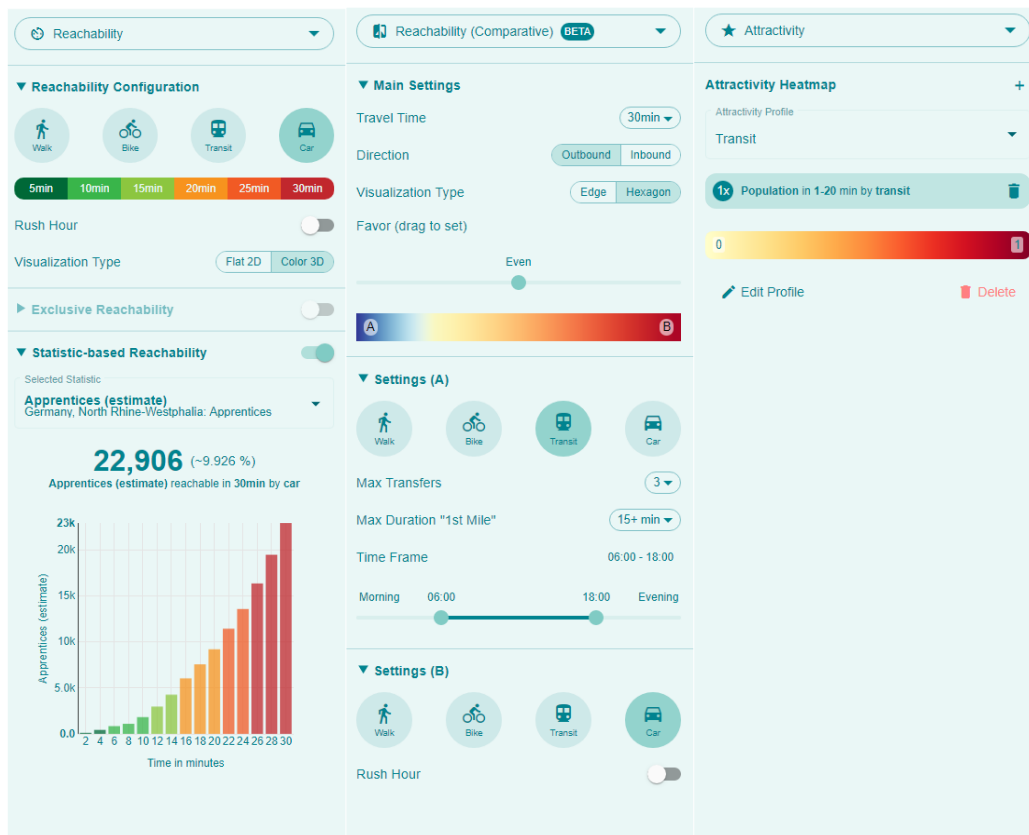 Reachability
Reachability Configuration
Walk Bike Transit Car
5min 10min 15min 20min 25min 30min
Rush Hour
Visualization Type Flat 2D Color 3D
Exclusive Reachability
Statistic-based Reachability
Selected Statistic
Apprentices (estimate)
Germany, North Rhine-Westphalia: Apprentices
22,906 (~9.926 %)
Apprentices (estimate) reachable in 30min by car
23k
20k
15k
10k
5.0k
0.0
Apprentices (estimate)
2 4 6 8 10 12 14 16 18 20 22 24 26 28 30
Time in minutes
Reachability (Comparative) BETA
Main Settings
Travel Time 30min
Direction Outbound Inbound
Visualization Type Edge Hexagon
Favor (drag to set)
Even
A B
Settings (A)
Walk Bike Transit Car
Max Transfers 3
Max Duration "1st Mile" 15+ min
Time Frame 06:00 - 18:00
Morning 06:00 18:00 Evening
Settings (B)
Walk Bike Transit Car
Rush Hour
Attractivity
Attractivity Heatmap +
Attractivity Profile
Transit
1x Population in 1-20 min by transit
0 1
Edit Profile Delete